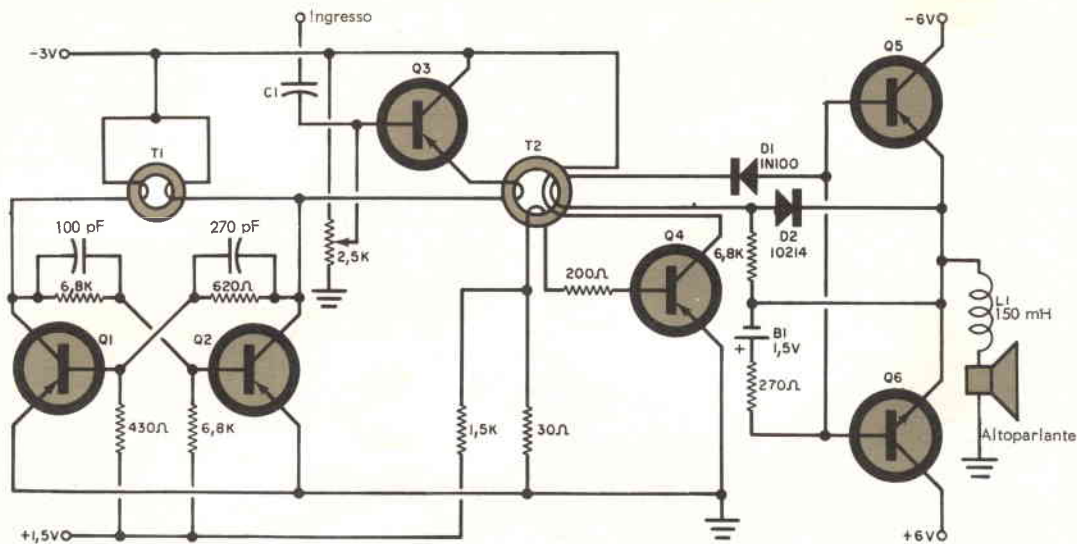 Ingresso
-6V
-3V
Q5
Q3
C1
T1
T2
D1
1N100
100 pF
270 pF
D2
10214
Q4
6,8K
2,5K
6,8K
620Ω
200Ω
L1
150 mH
Q1
Q2
B1
+ 1,5V
Q6
270Ω
430Ω
6,8K
1,5K
30Ω
Altoparlante
+1,5V
+6V